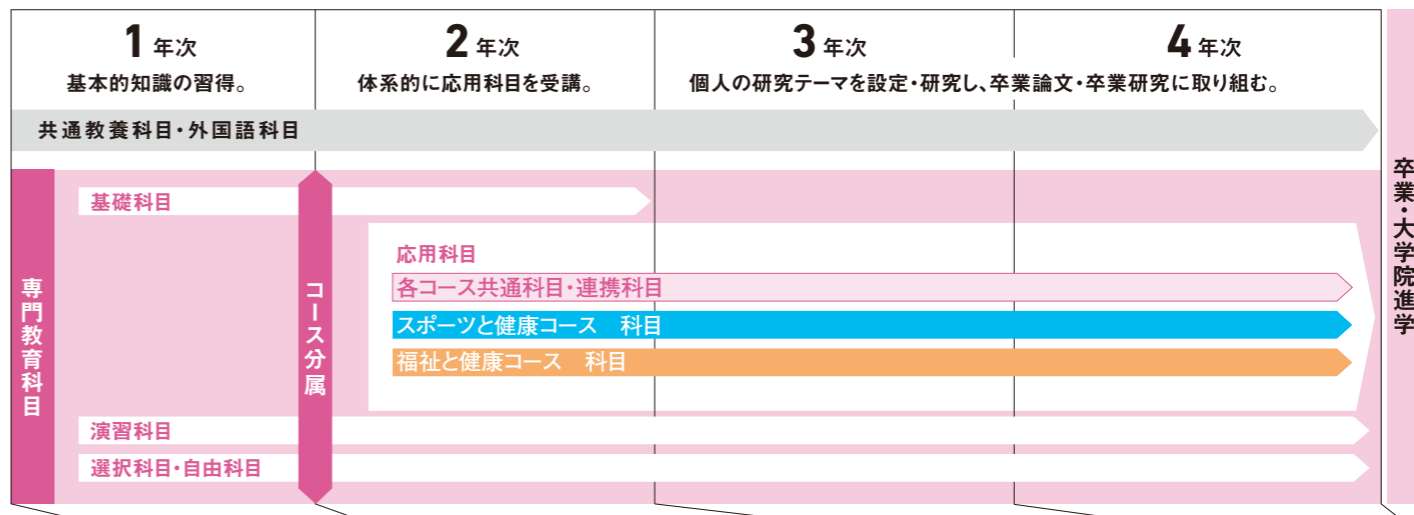 1 年次
基本的知識の習得。
2 年次
体系的に応用科目を受講。
3 年次
4 年次
個人の研究テーマを設定・研究し、卒業論文・卒業研究に取り組む。
共通教養科目・外国語科目
専門教育科目
基礎科目
コース分属
応用科目
各コース共通科目・連携科目
スポーツと健康コース　科目
福祉と健康コース　科目
演習科目
選択科目・自由科目
卒業・大学院進学